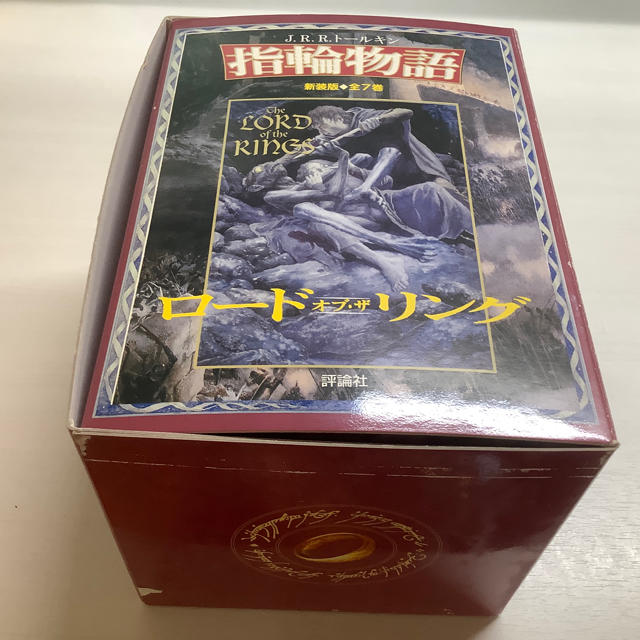 J.R.R.トールキン
指輪物語
新装版◆全7巻
The
LORD
of the
RINGS
ロード オブ・ザ リング
評論社